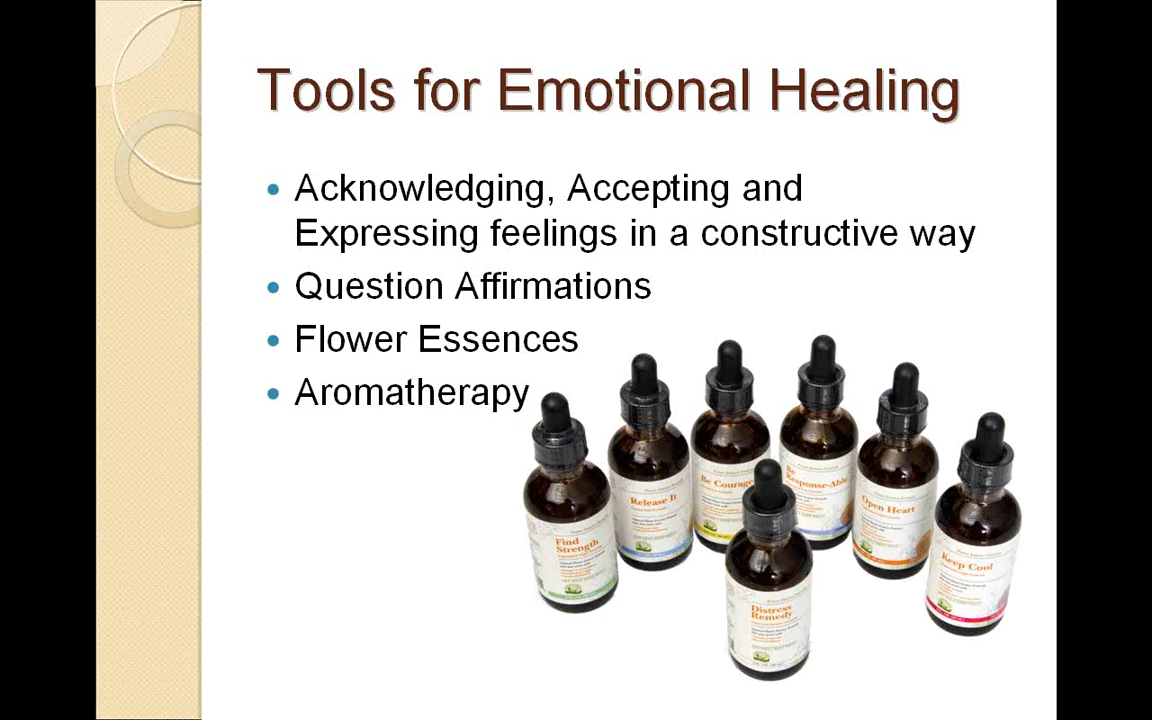 Tools for Emotional Healing
Acknowledging, Accepting and
Expressing feelings in a constructive way
Question Affirmations
Flower Essences
Aromatherapy
Find
Strength
Release It
Be Courage
Be
Response-Able
Open Heart
Keep Cool
Distress
Remedy